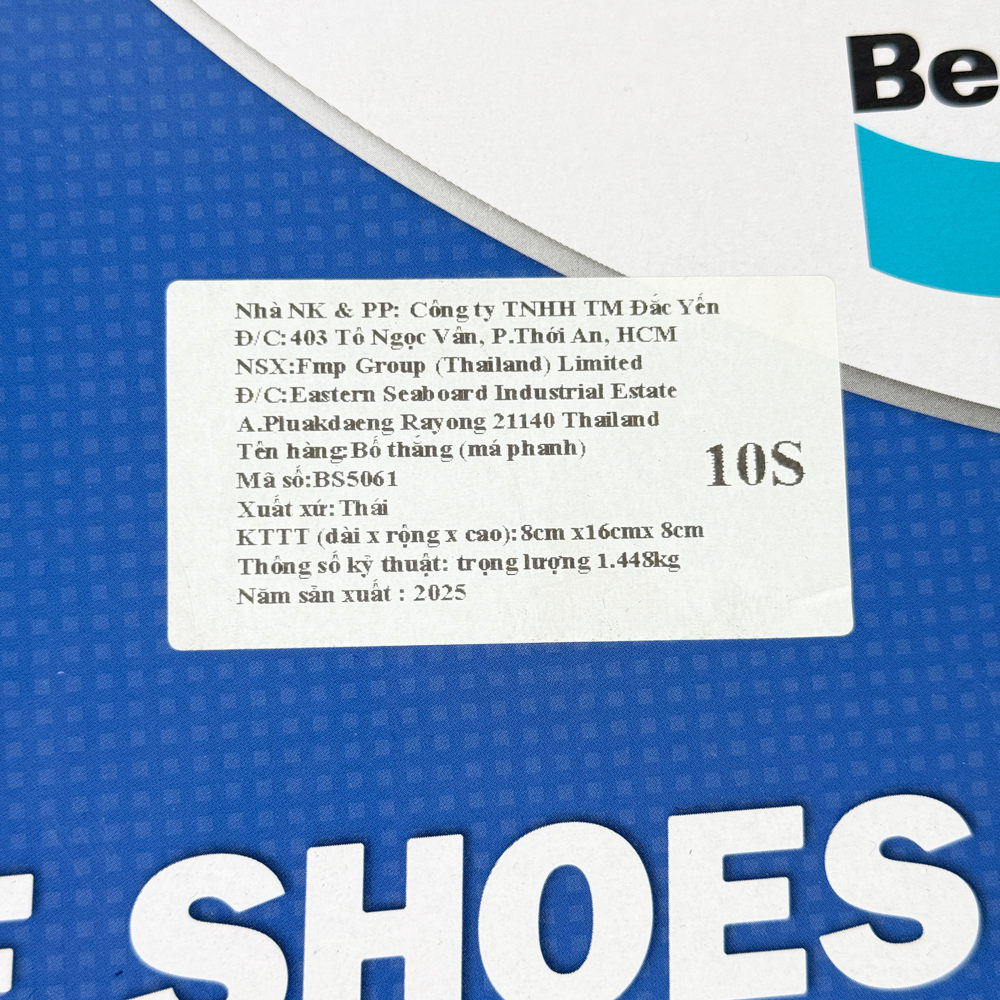 Be
Nhà NK & PP: Công ty TNHH TM Đắc Yến
Đ/C:403 Tô Ngọc Vân, P.Thới An, HCM
NSX:Fmp Group (Thailand) Limited
Đ/C:Eastern Seaboard Industrial Estate
A.Pluakdaeng Rayong 21140 Thailand
Tên hàng:Bố thắng (má phanh)
10S
Mã số:BS5061
Xuất xứ: Thái
KTTT (dài x rộng x cao):8cm x16cmx 8cm
Thông số kỹ thuật: trọng lượng 1.448kg
Năm sản xuất : 2025
E SHOES